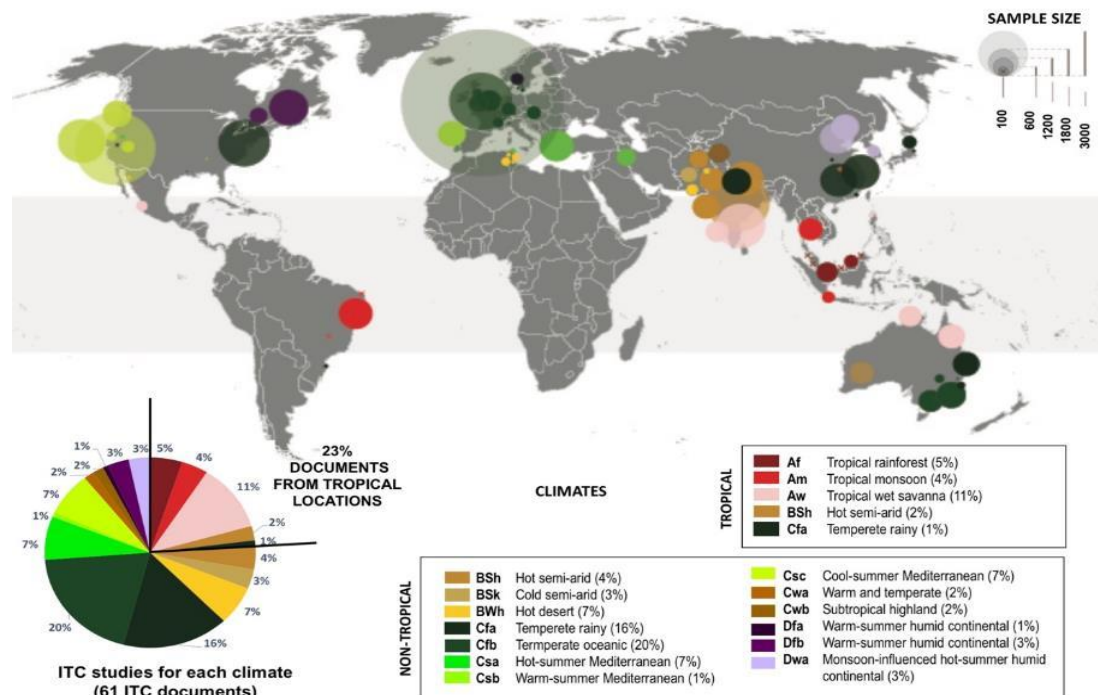 SAMPLE SIZE
100
600
1200
1800
3000
1%
3%
3%
5%
4%
2%
2%
11%
7%
2%
1%
1%
4%
7%
3%
7%
20%
16%
23%
DOCUMENTS
FROM TROPICAL
LOCATIONS
ITC studies for each climate
(61 ITC documents)
CLIMATES
TROPICAL
Af Tropical rainforest (5%)
Am Tropical monsoon (4%)
Aw Tropical wet savanna (11%)
BSh Hot semi-arid (2%)
Cfa Temperete rainy (1%)
NON-TROPICAL
BSh Hot semi-arid (4%)
BSk Cold semi-arid (3%)
BWh Hot desert (7%)
Cfa Temperete rainy (16%)
Cfb Termperate oceanic (20%)
Csa Hot-summer Mediterranean (7%)
Csb Warm-summer Mediterranean (1%)
Csc Cool-summer Mediterranean (7%)
Cwa Warm and temperate (2%)
Cwb Subtropical highland (2%)
Dfa Warm-summer humid continental (1%)
Dfb Warm-summer humid continental (3%)
Dwa Monsoon-influenced hot-summer humid
continental (3%)